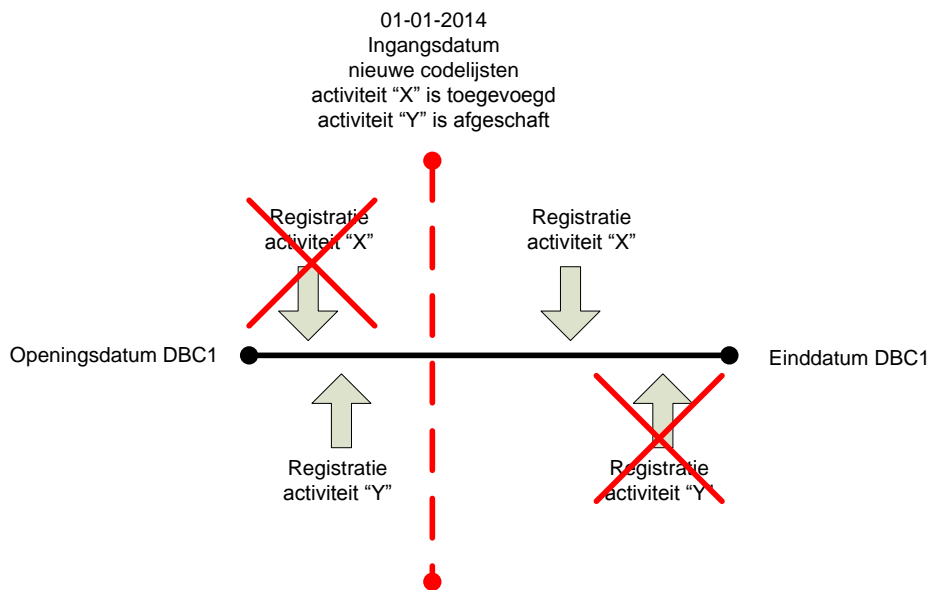 01-01-2014
Ingangsdatum
nieuwe codelijsten
activiteit “X” is toegevoegd
activiteit “Y” is afgeschaft
Registratie
activiteit “X”
Registratie
activiteit “X”
Openingsdatum DBC1
Einddatum DBC1
Registratie
activiteit “Y”
Registratie
activiteit “Y”